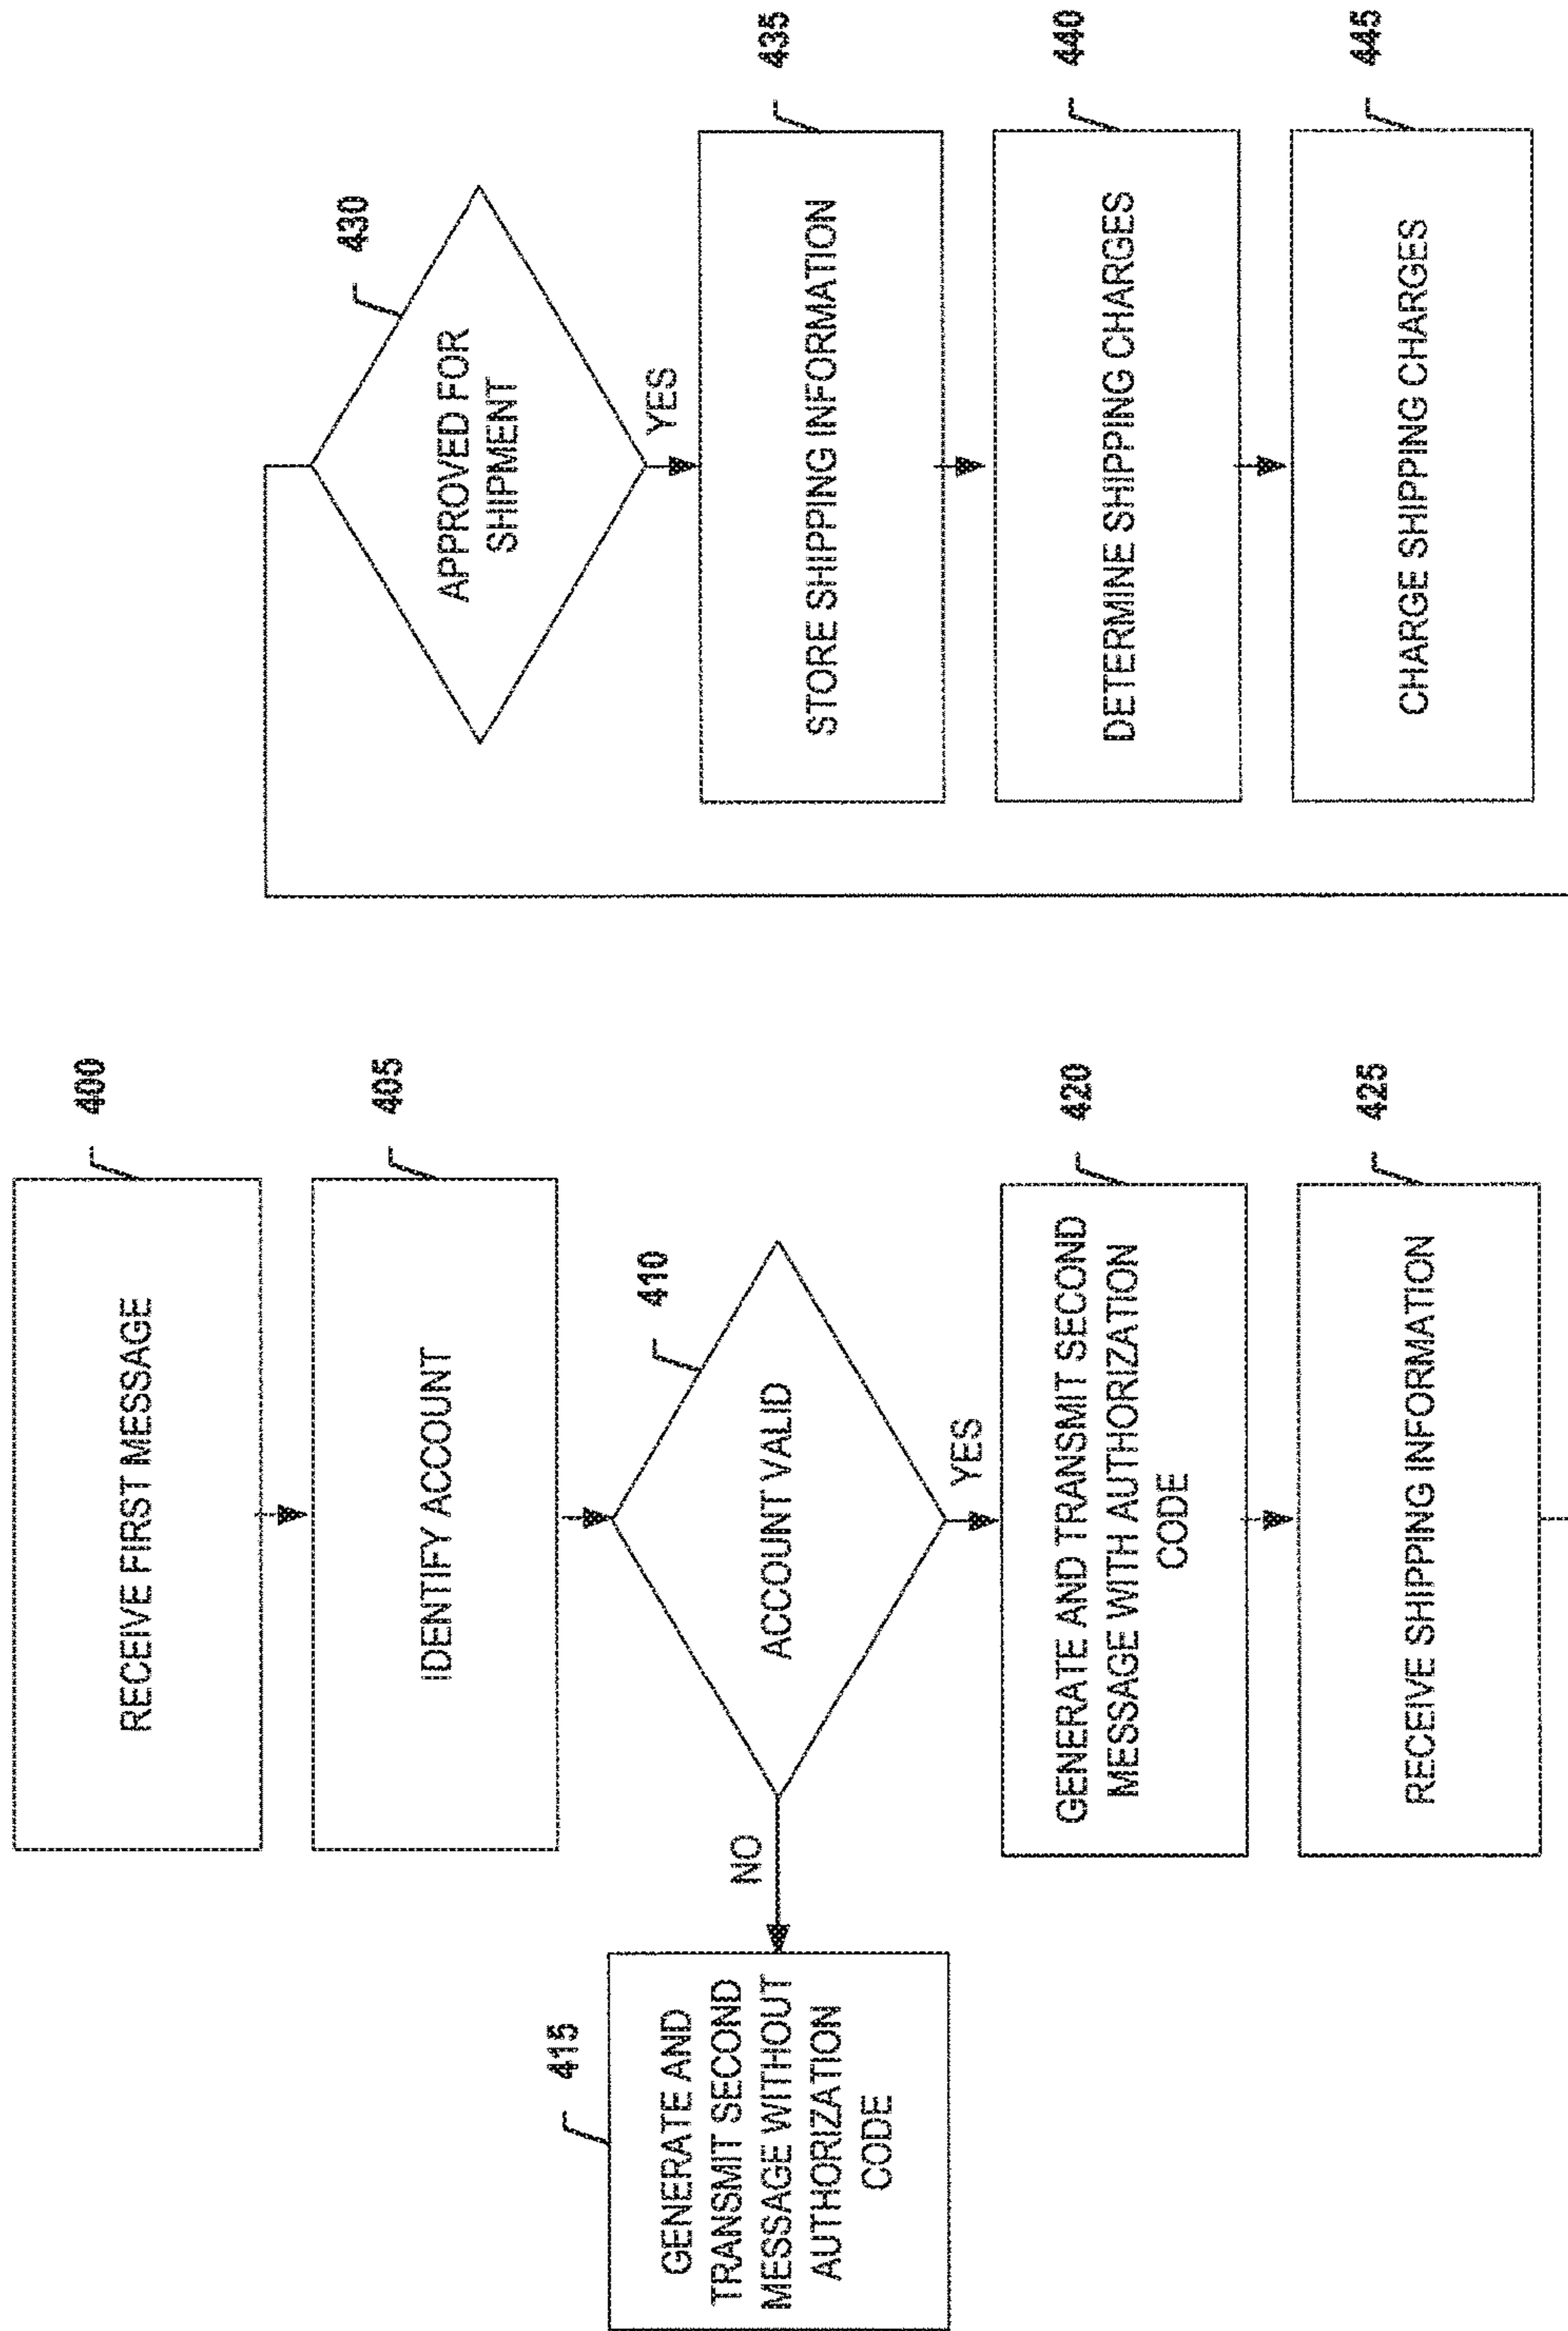 400
RECEIVE FIRST MESSAGE
405
IDENTIFY ACCOUNT
410
ACCOUNT VALID
NO
YES
415
GENERATE AND
TRANSMIT SECOND
MESSAGE WITHOUT
AUTHORIZATION
CODE
420
GENERATE AND TRANSMIT SECOND
MESSAGE WITH AUTHORIZATION
CODE
425
RECEIVE SHIPPING INFORMATION
430
APPROVED FOR
SHIPMENT
YES
435
STORE SHIPPING INFORMATION
440
DETERMINE SHIPPING CHARGES
445
CHARGE SHIPPING CHARGES